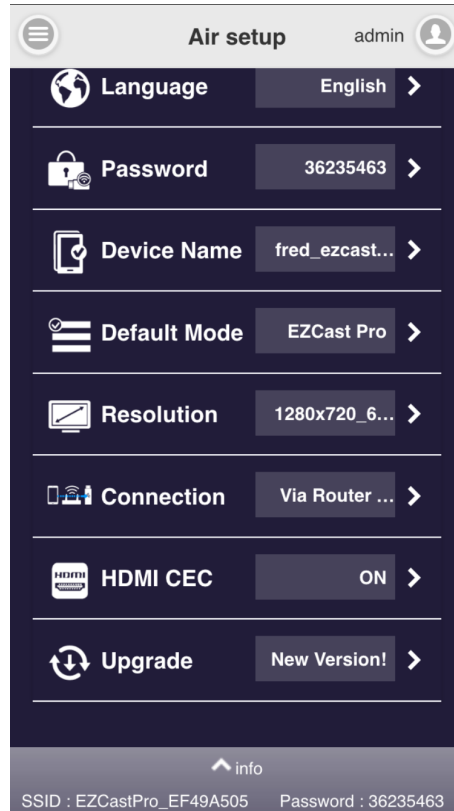 Air setup admin
Language English
Password 36235463
Device Name fred_ezcast...
Default Mode EZCast Pro
Resolution 1280x720_6...
Connection Via Router ...
HDMI HDMI CEC ON
Upgrade New Version!
info
SSID : EZCastPro_EF49A505 Password : 36235463